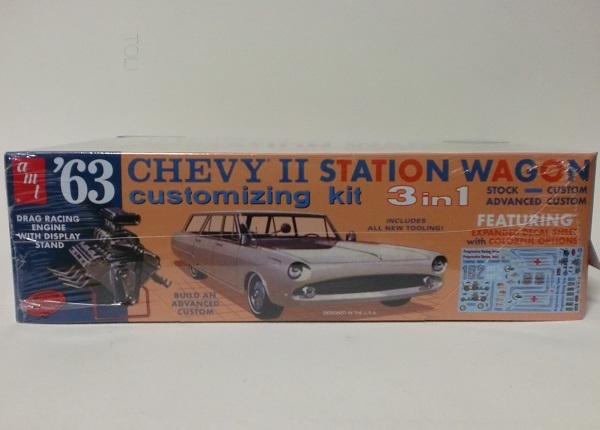 TOLL
amt
'63
CHEVY II STATION WAGON
customizing kit 3 in 1
STOCK — CUSTOM
ADVANCED CUSTOM
DRAG RACING
ENGINE
WITH DISPLAY
STAND
INCLUDES
ALL NEW TOOLING!
FEATURING
EXPANDED DECAL SHEET
with COLORFUL OPTIONS
BUILD AN
ADVANCED
CUSTOM
DESIGNED IN THE U.S.A.